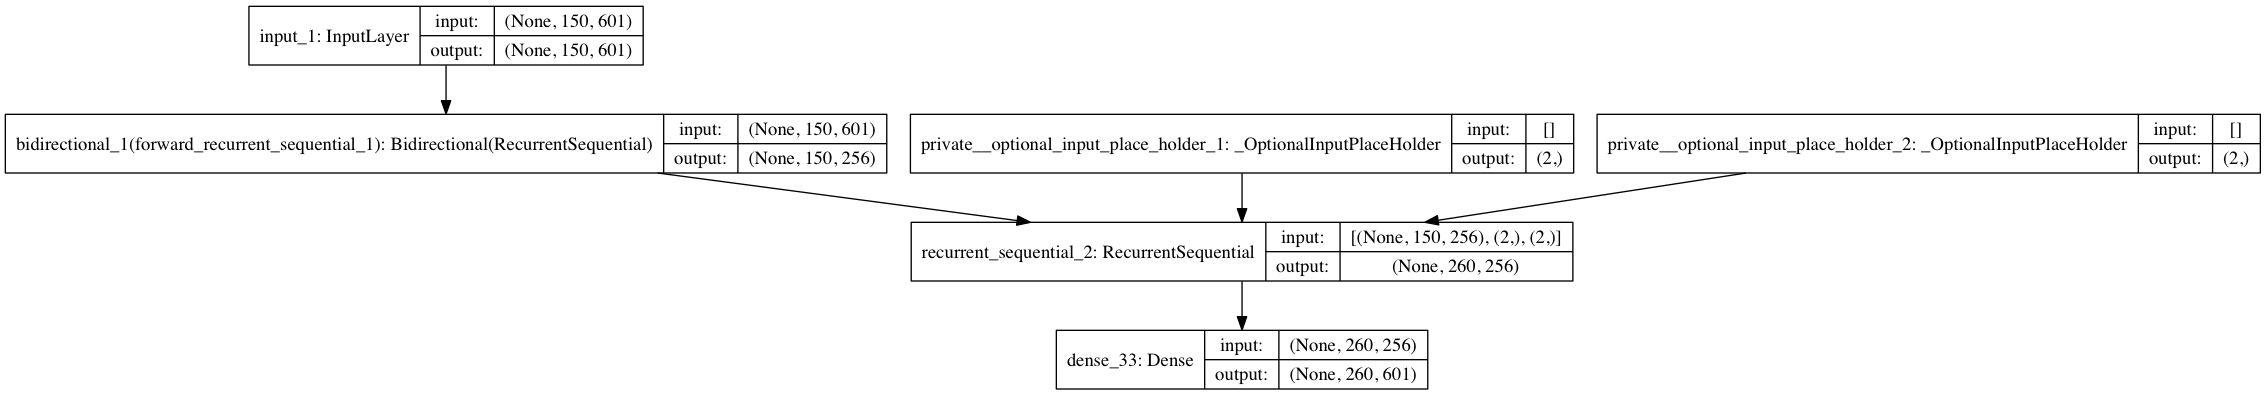 input_1: InputLayer
input: (None, 150, 601)
output: (None, 150, 601)
bidirectional_1(forward_recurrent_sequential_1): Bidirectional(RecurrentSequential)
input: (None, 150, 601)
output: (None, 150, 256)
private__optional_input_place_holder_1: _OptionalInputPlaceHolder
input: []
output: (2,)
private__optional_input_place_holder_2: _OptionalInputPlaceHolder
input: []
output: (2,)
recurrent_sequential_2: RecurrentSequential
input: [(None, 150, 256), (2,), (2,)]
output: (None, 260, 256)
dense_33: Dense
input: (None, 260, 256)
output: (None, 260, 601)